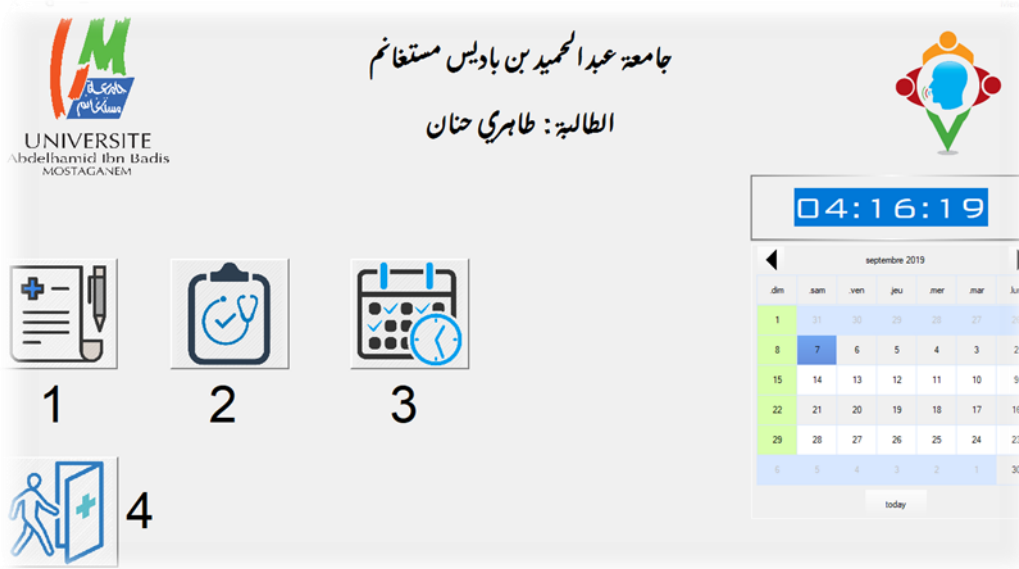 جامعة عبد الحميد بن باديس مستغانم
الطالبة : طاهري حنان
جامعة
مستغانم
UNIVERSITE
Abdelhamid Ibn Badis
MOSTAGANEM
04:16:19
septembre 2019
.dim .sam .ven .jeu .mer .mar
1 31 30 29 28 27
8 7 6 5 4 3 2
15 14 13 12 11 10 9
22 21 20 19 18 17 16
29 28 27 26 25 24 23
6 5 4 3 2 1 30
today
1 2 3
4